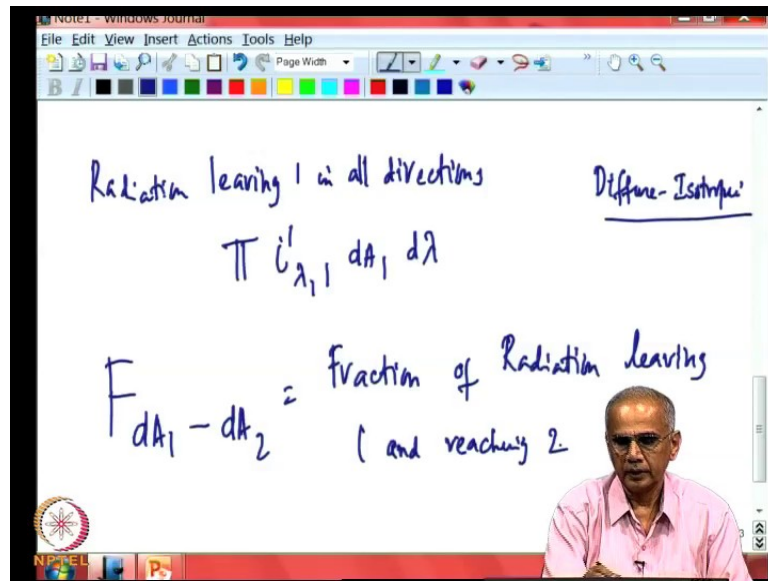 Note1 - Windows Journal
File Edit View Insert Actions Tools Help
Page Width
B I
Radiation leaving 1 in all directions
Diffuse-Isotropic
π i'λ,1 dA1 dλ
F dA1 - dA2 = Fraction of Radiation leaving
1 and reaching 2.
NPTEL